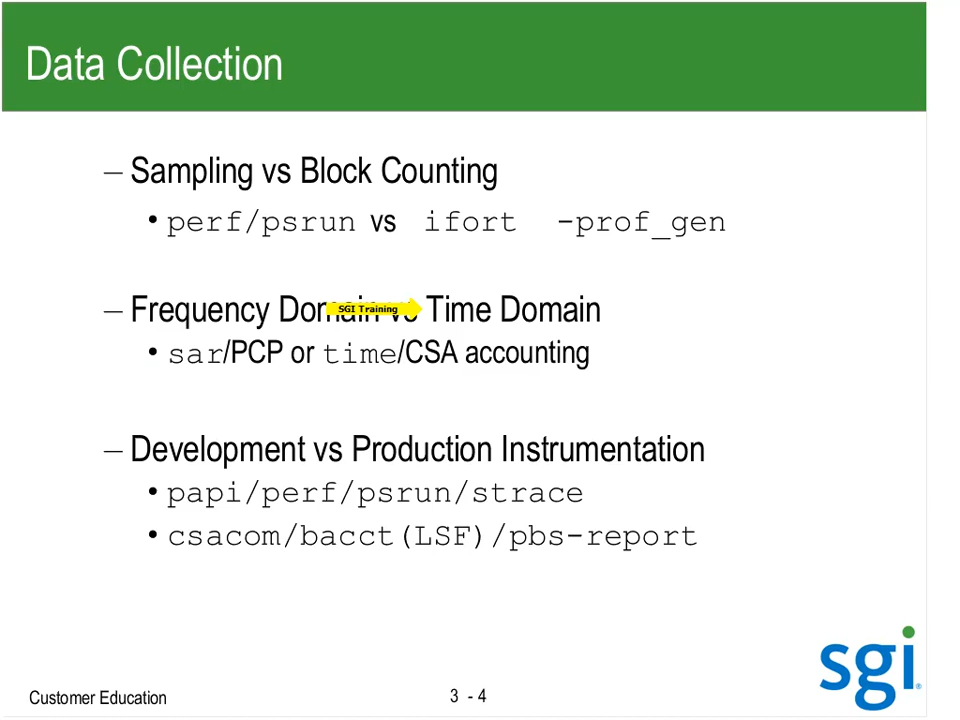 Data Collection
– Sampling vs Block Counting
• perf/psrun vs ifort -prof_gen
– Frequency Domain vs Time Domain
SGI Training
• sar/PCP or time/CSA accounting
– Development vs Production Instrumentation
• papi/perf/psrun/strace
• csacom/bacct(LSF)/pbs-report
sgi®
Customer Education
3 - 4